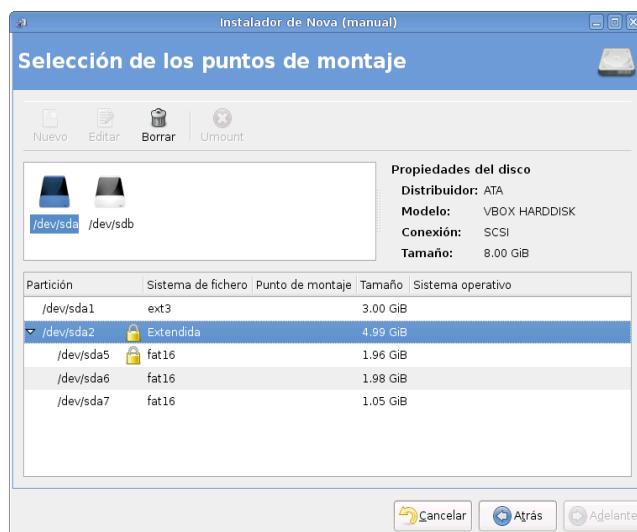 Instalador de Nova (manual)
Selección de los puntos de montaje
Nuevo Editar Borrar Umount
/dev/sda /dev/sdb
Propiedades del disco
Distribuidor: ATA
Modelo: VBOX HARDDISK
Conexión: SCSI
Tamaño: 8.00 GiB
Partición Sistema de fichero Punto de montaje Tamaño Sistema operativo
/dev/sda1 ext3 3.00 GiB
/dev/sda2 Extendida 4.99 GiB
/dev/sda5 fat16 1.96 GiB
/dev/sda6 fat16 1.98 GiB
/dev/sda7 fat16 1.05 GiB
Cancelar Atrás Adelante